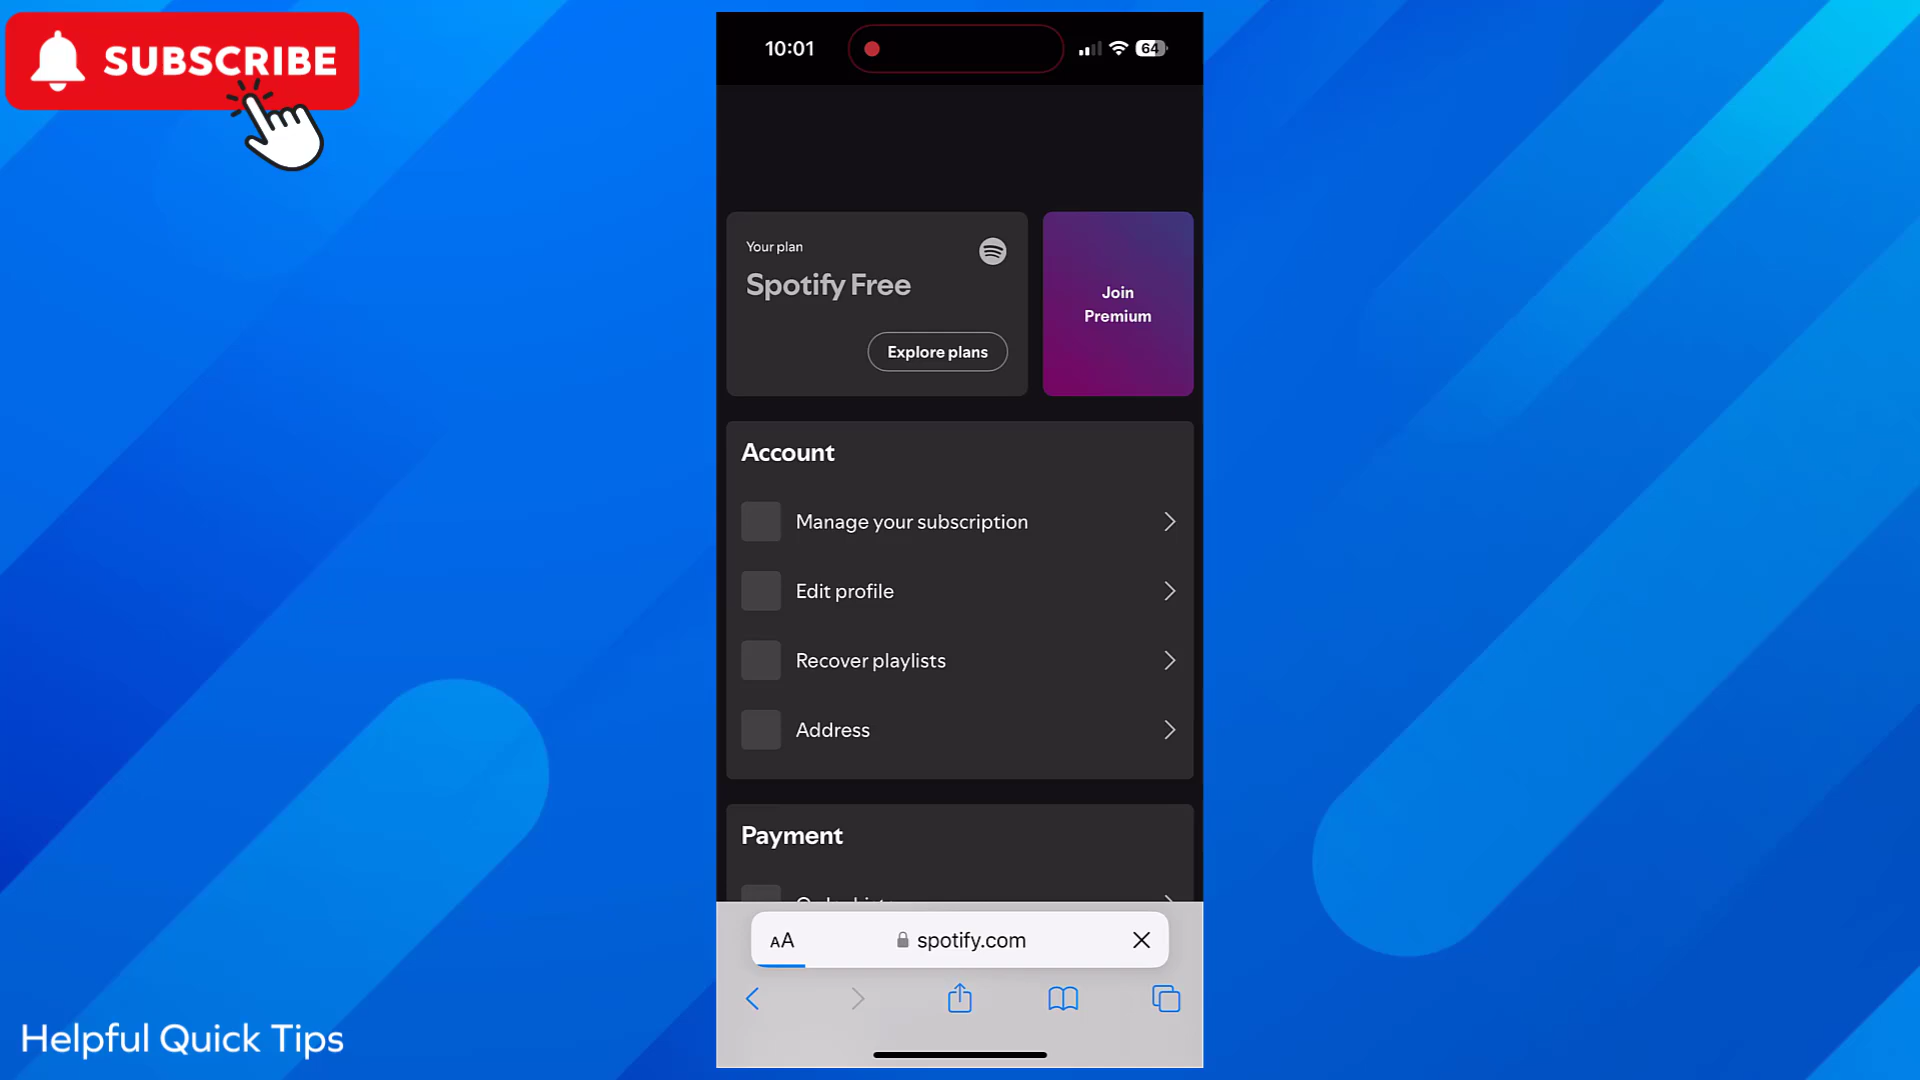 SUBSCRIBE
10:01
64
Your plan
Spotify Free
Explore plans
Join
Premium
Account
Manage your subscription
Edit profile
Recover playlists
Address
Payment
AA
spotify.com
Helpful Quick Tips